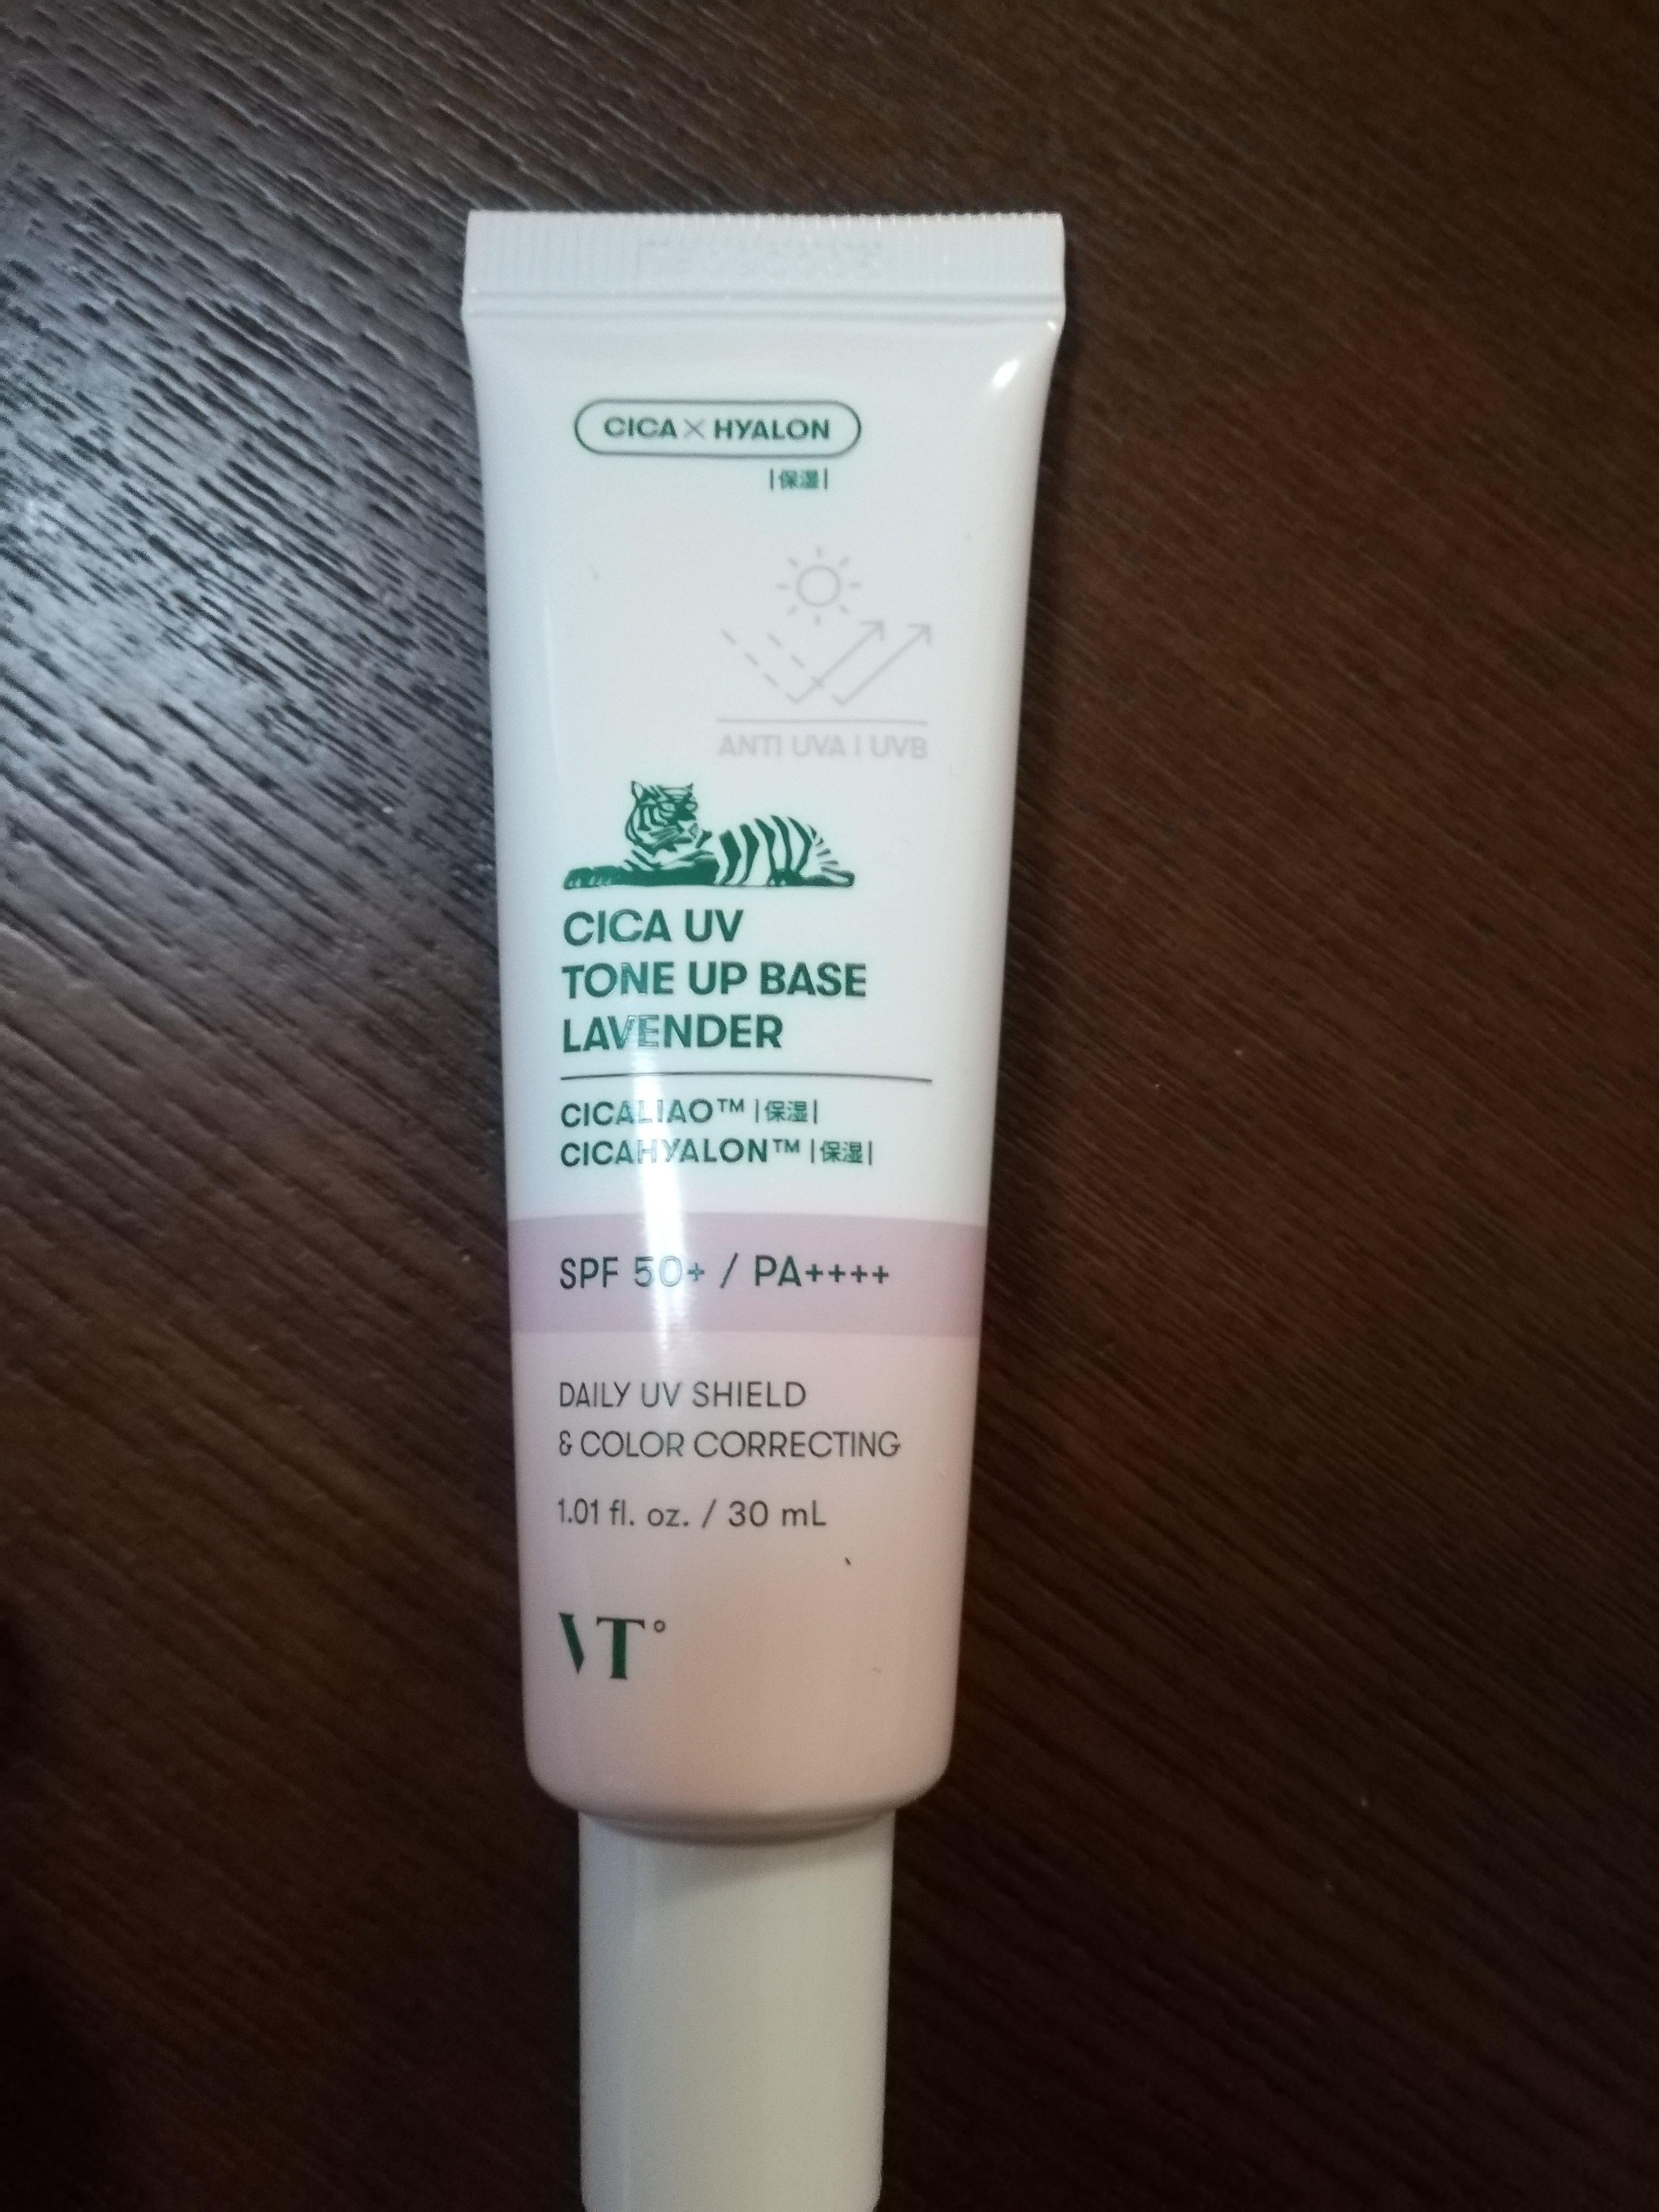 CICA × HYALON
|保湿|
ANTI UVA | UVB
CICA UV
TONE UP BASE
LAVENDER
CICALIAO™ |保湿|
CICAHYALON™ |保湿|
SPF 50+ / PA++++
DAILY UV SHIELD
& COLOR CORRECTING
1.01 fl. oz. / 30 mL
VT°